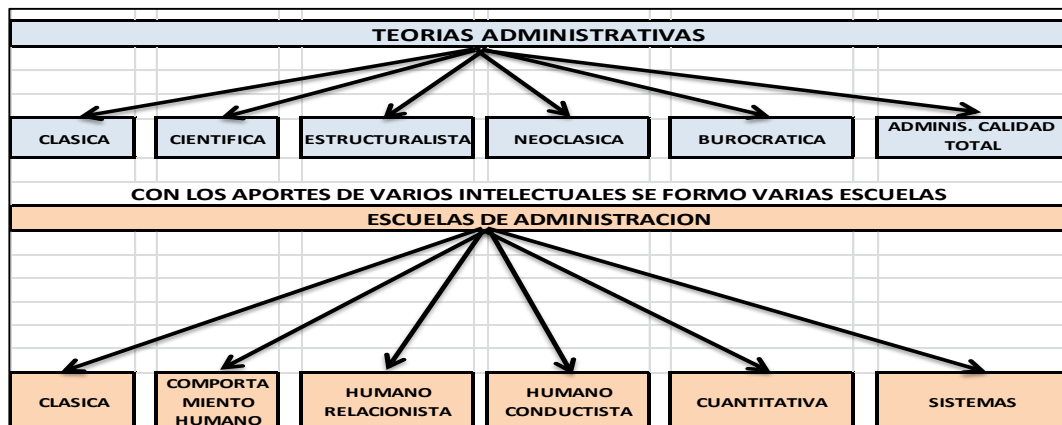 TEORIAS ADMINISTRATIVAS
CLASICA
CIENTIFICA
ESTRUCTURALISTA
NEOCLASICA
BUROCRATICA
ADMINIS. CALIDAD
TOTAL
CON LOS APORTES DE VARIOS INTELECTUALES SE FORMO VARIAS ESCUELAS
ESCUELAS DE ADMINISTRACION
CLASICA
COMPORTA
MIENTO
HUMANO
HUMANO
RELACIONISTA
HUMANO
CONDUCTISTA
CUANTITATIVA
SISTEMAS